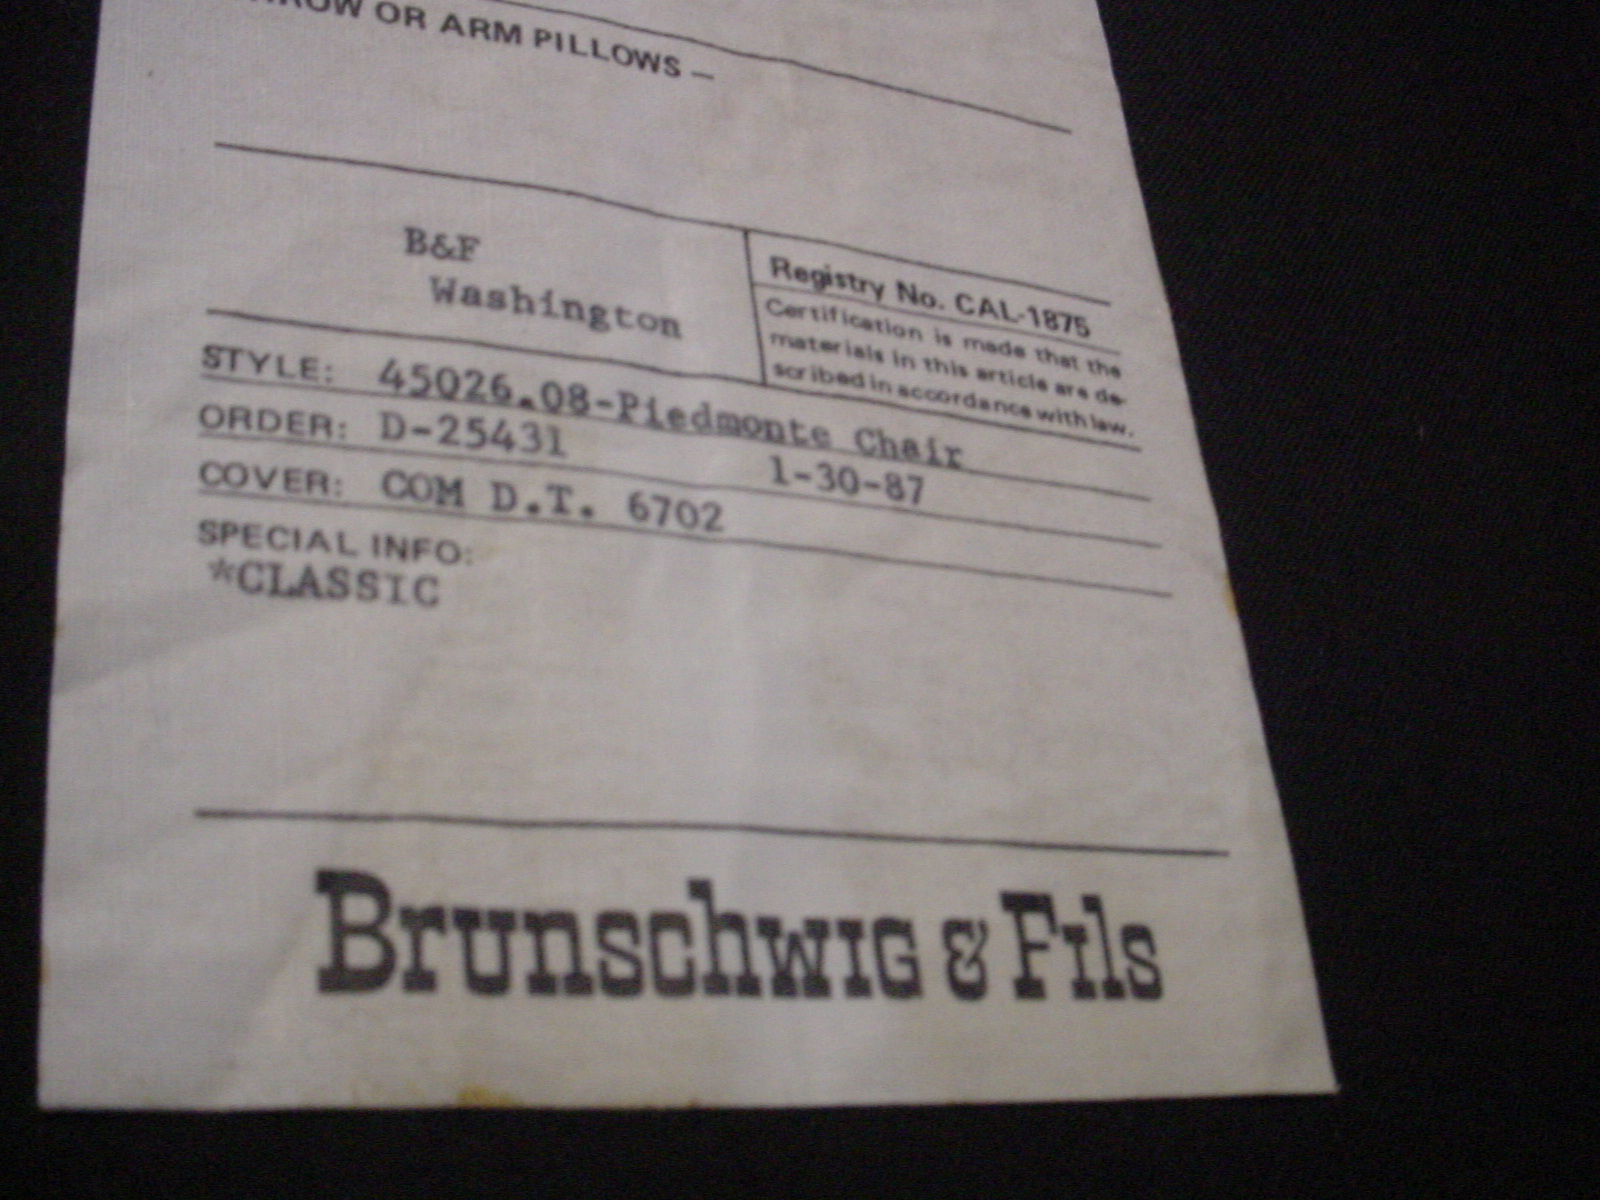 OR ARM PILLOWS —
B&F
Washington
Registry No. CAL-1875
Certification is made that the
materials in this article are de-
scribed in accordance with law.
STYLE: 45026.08-Piedmonte Chair
ORDER: D-25431 1-30-87
COVER: COM D.T. 6702
SPECIAL INFO:
*CLASSIC
Brunschwig & Fils